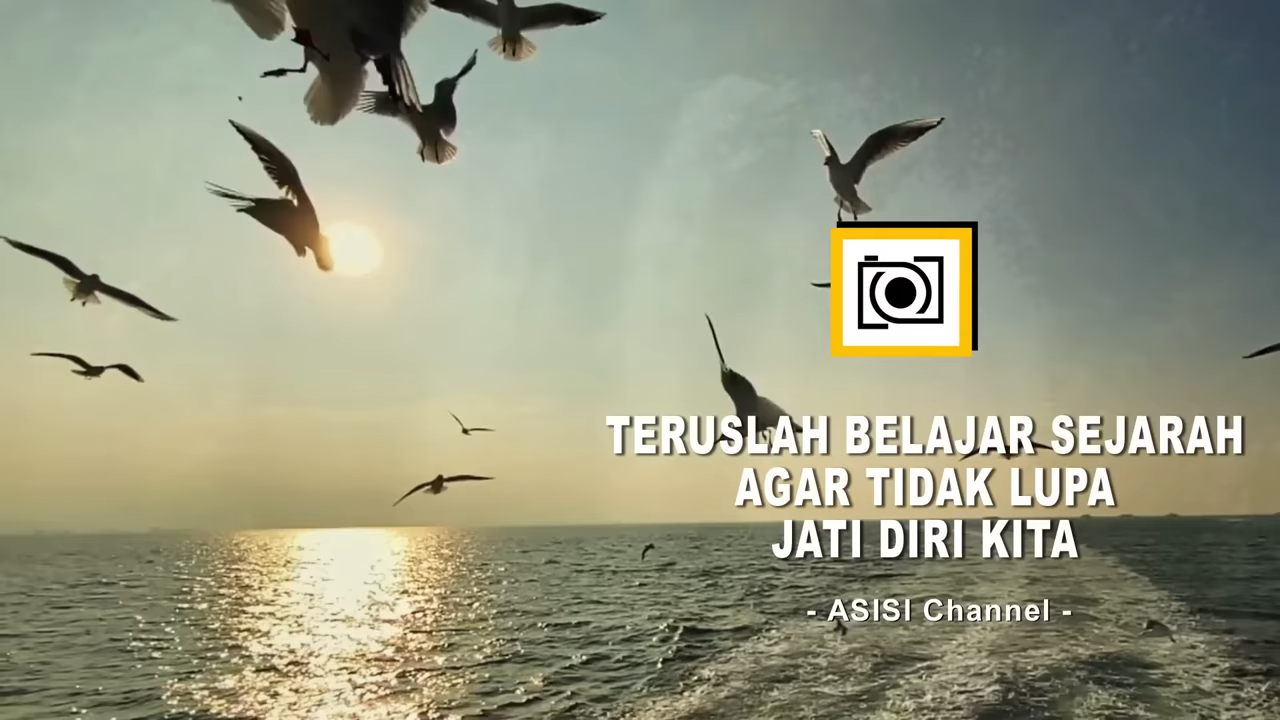 TERUSLAH BELAJAR SEJARAH
AGAR TIDAK LUPA
JATI DIRI KITA
- ASISI Channel -